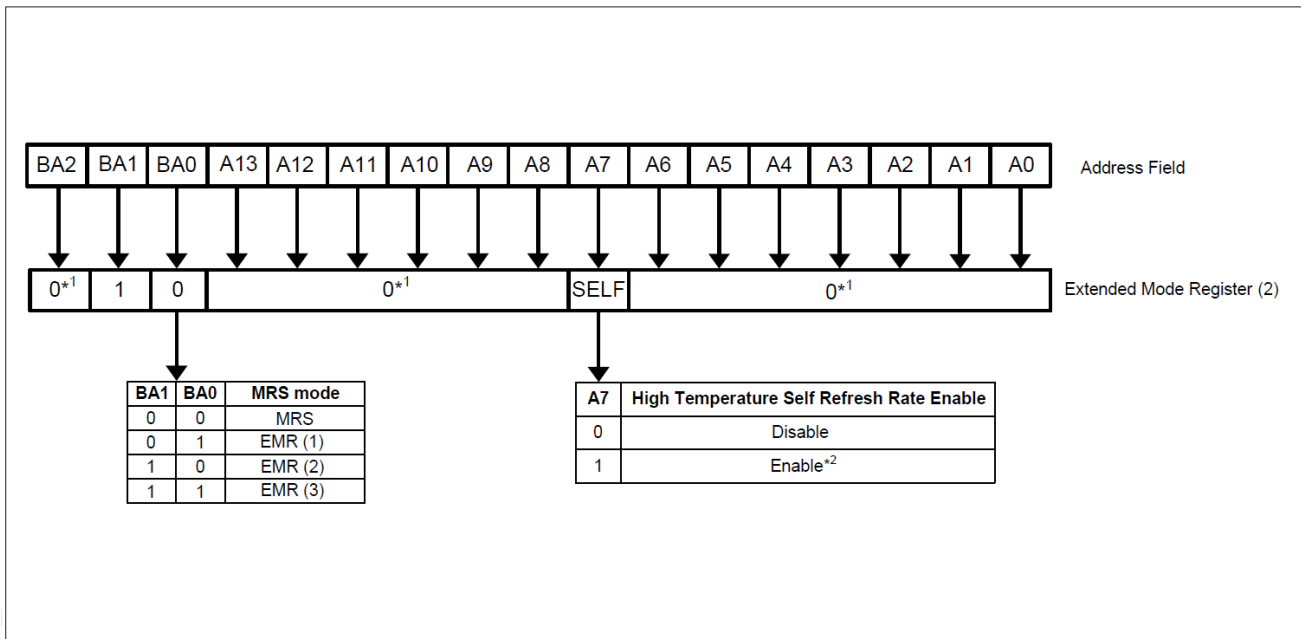 BA2 BA1 BA0 A13 A12 A11 A10 A9 A8 A7 A6 A5 A4 A3 A2 A1 A0 Address Field
0*1 1 0 0*1 SELF 0*1 Extended Mode Register (2)
BA1 BA0 MRS mode
0 0 MRS
0 1 EMR (1)
1 0 EMR (2)
1 1 EMR (3)
A7 High Temperature Self Refresh Rate Enable
0 Disable
1 Enable*2